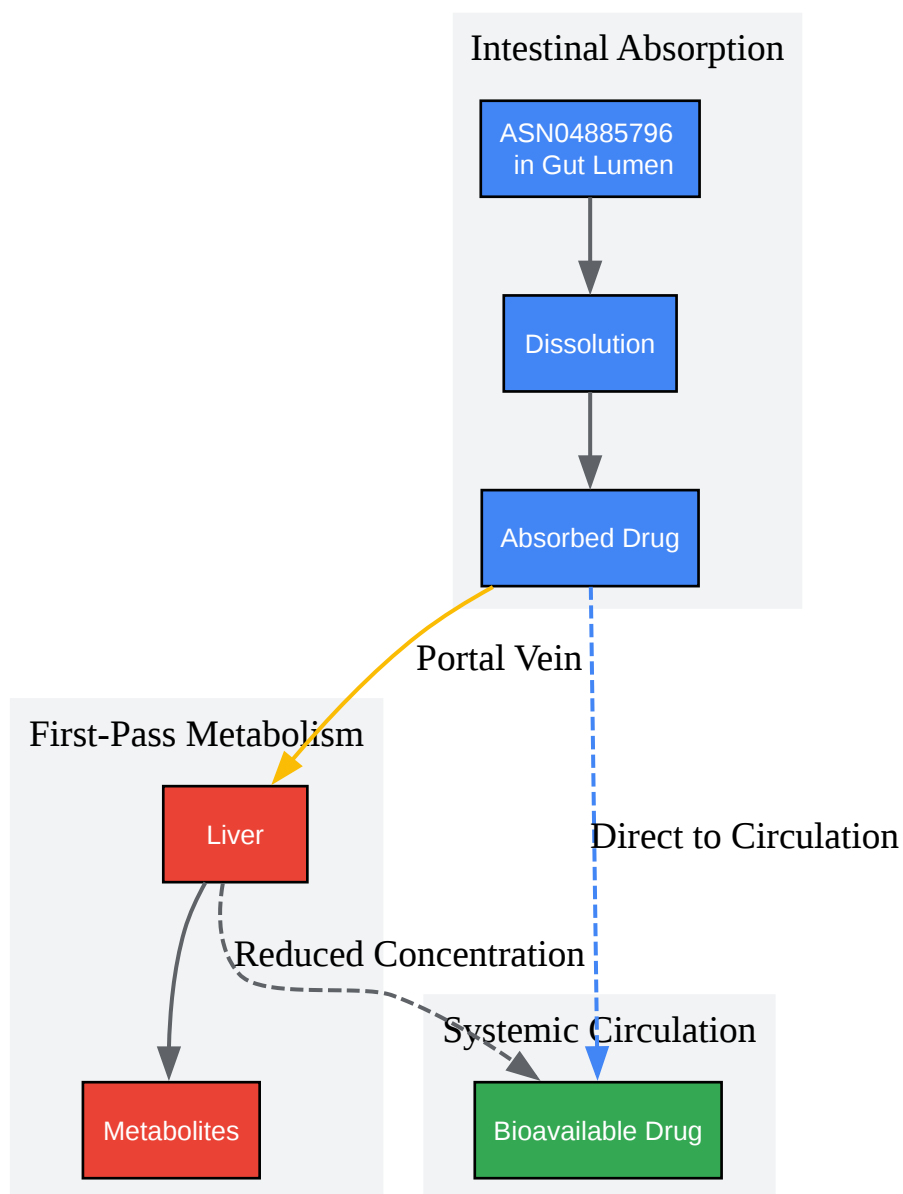 Intestinal Absorption
ASN04885796
in Gut Lumen
Dissolution
Absorbed Drug
Portal Vein
First-Pass Metabolism
Liver
Direct to Circulation
Reduced Concentration
Systemic Circulation
Metabolites
Bioavailable Drug